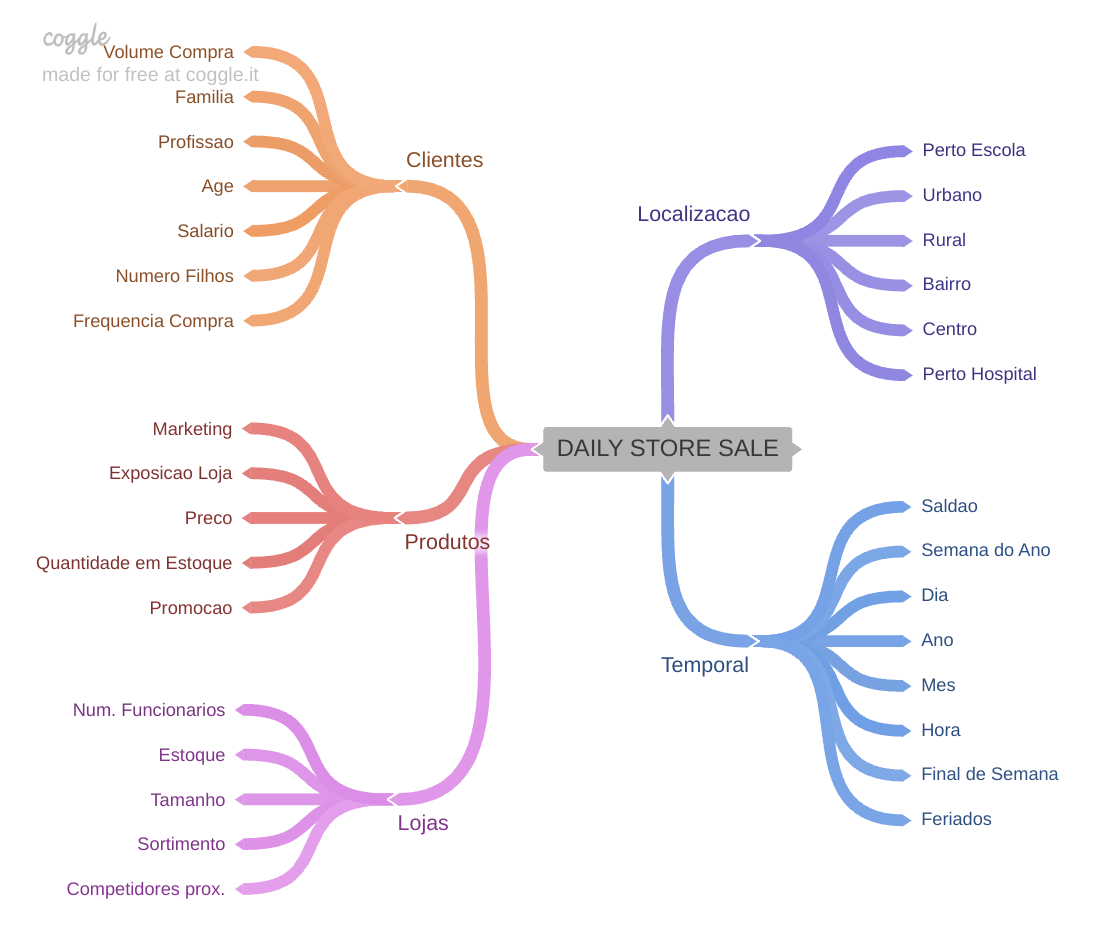 coggle
made for free at coggle.it
Volume Compra
Familia
Profissao
Age
Salario
Numero Filhos
Frequencia Compra
Clientes
Marketing
Exposicao Loja
Preco
Quantidade em Estoque
Promocao
Produtos
Num. Funcionarios
Estoque
Tamanho
Sortimento
Competidores prox.
Lojas
DAILY STORE SALE
Localizacao
Perto Escola
Urbano
Rural
Bairro
Centro
Perto Hospital
Temporal
Saldao
Semana do Ano
Dia
Ano
Mes
Hora
Final de Semana
Feriados